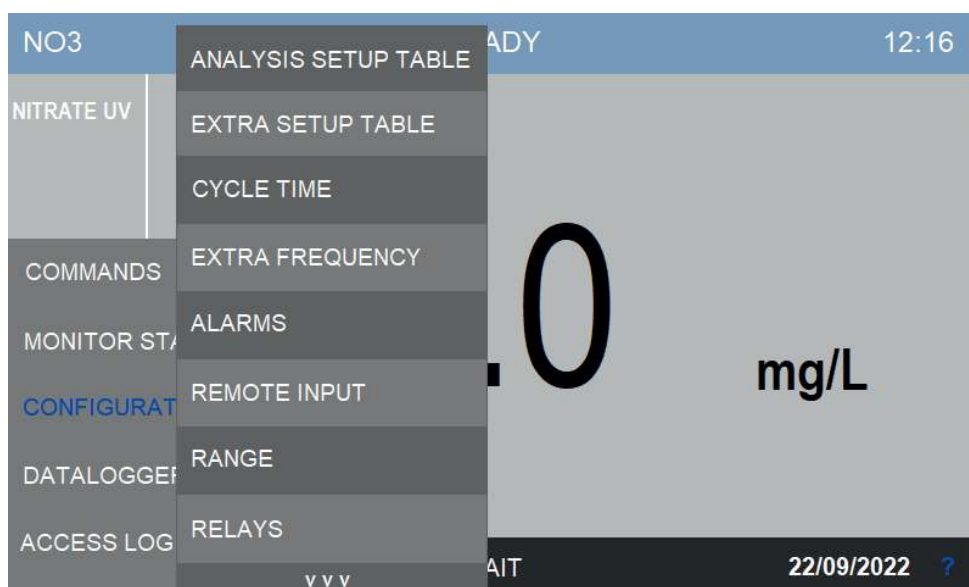 NO3 ADY 12:16
NITRATE UV
ANALYSIS SETUP TABLE
EXTRA SETUP TABLE
CYCLE TIME
EXTRA FREQUENCY
ALARMS
REMOTE INPUT
RANGE
RELAYS
v v v
COMMANDS
MONITOR STA
CONFIGURAT
DATALOGGER
ACCESS LOG
.0 mg/L
AIT 22/09/2022 ?